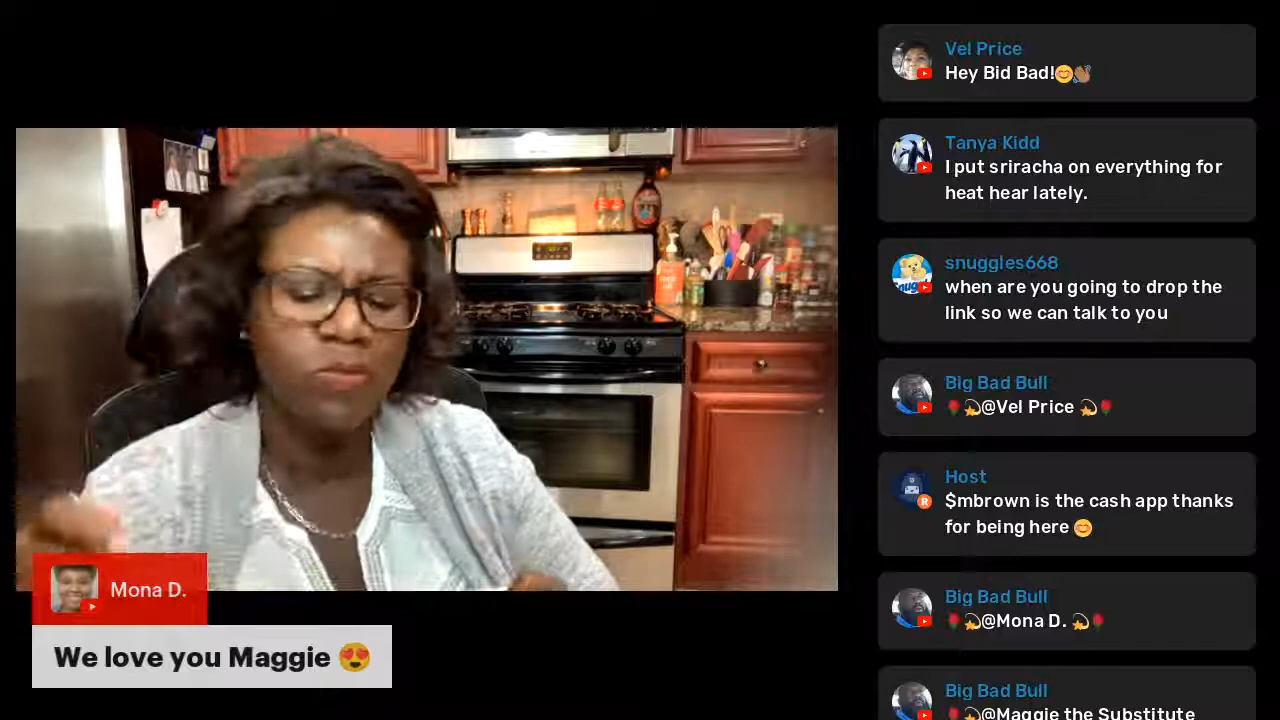 Vel Price
Hey Bid Bad!😊👏🏾
Tanya Kidd
I put sriracha on everything for
heat hear lately.
snuggles668
when are you going to drop the
link so we can talk to you
Big Bad Bull
🌹💫@Vel Price 💫🌹
Host
$mbrown is the cash app thanks
for being here 😊
Big Bad Bull
🌹💫@Mona D. 💫🌹
Big Bad Bull
🌹💫@Maggie the Substitute
Mona D.
We love you Maggie 😍